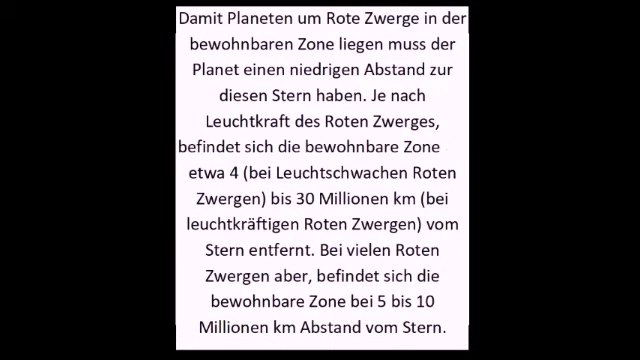 Damit Planeten um Rote Zwerge in der
bewohnbaren Zone liegen muss der
Planet einen niedrigen Abstand zur
diesen Stern haben. Je nach
Leuchtkraft des Roten Zwerges,
befindet sich die bewohnbare Zone
etwa 4 (bei Leuchtschwachen Roten
Zwergen) bis 30 Millionen km (bei
leuchtkräftigen Roten Zwergen) vom
Stern entfernt. Bei vielen Roten
Zwergen aber, befindet sich die
bewohnbare Zone bei 5 bis 10
Millionen km Abstand vom Stern.